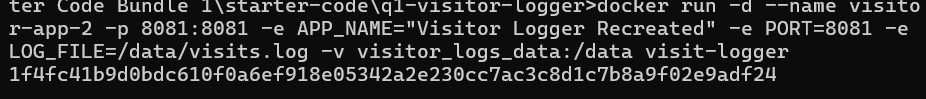 ter Code Bundle 1\starter-code\q1-visitor-logger>docker run -d --name visito
r-app-2 -p 8081:8081 -e APP_NAME="Visitor Logger Recreated" -e PORT=8081 -e
LOG_FILE=/data/visits.log -v visitor_logs_data:/data visit-logger
1f4fc41b9d0bdc610f0a6ef918e05342a2e230cc7ac3c8d1c7b8a9f02e9adf24